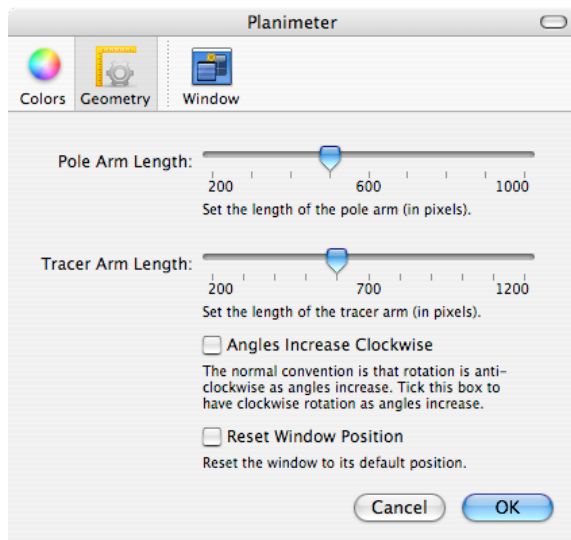 Planimeter
Colors Geometry Window
Pole Arm Length:
200 600 1000
Set the length of the pole arm (in pixels).
Tracer Arm Length:
200 700 1200
Set the length of the tracer arm (in pixels).
Angles Increase Clockwise
The normal convention is that rotation is anti-
clockwise as angles increase. Tick this box to
have clockwise rotation as angles increase.
Reset Window Position
Reset the window to its default position.
Cancel OK